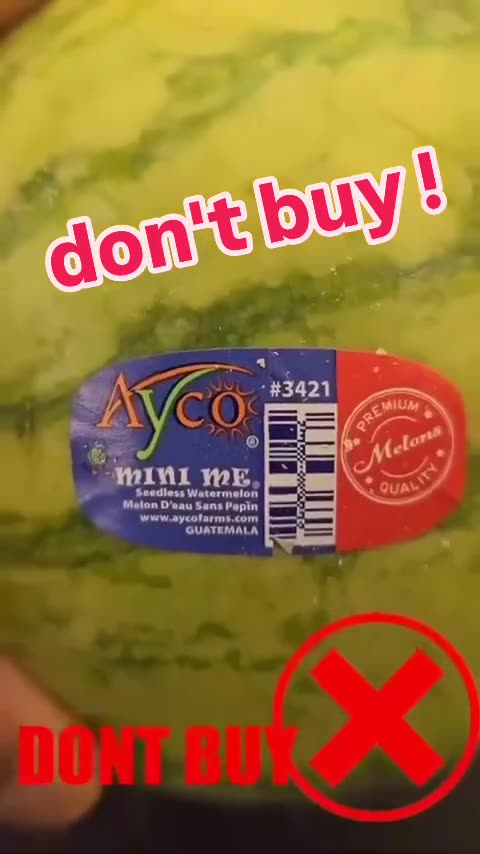 don't buy!
AYCO®
#3421
MINI ME®
Seedless Watermelon
Melon D'eau Sans Pepin
www.aycofarms.com
GUATEMALA
PREMIUM
Melons
QUALITY
DONT BUY